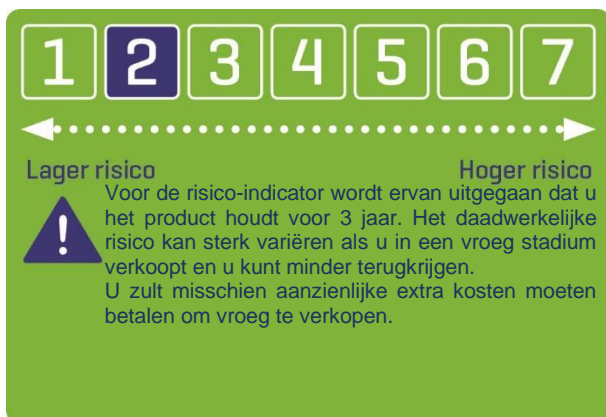 1 2 3 4 5 6 7
Lager risico Hoger risico
Voor de risico-indicator wordt ervan uitgegaan dat u
het product houdt voor 3 jaar. Het daadwerkelijke
risico kan sterk variëren als u in een vroeg stadium
verkoopt en u kunt minder terugkrijgen.
U zult misschien aanzienlijke extra kosten moeten
betalen om vroeg te verkopen.